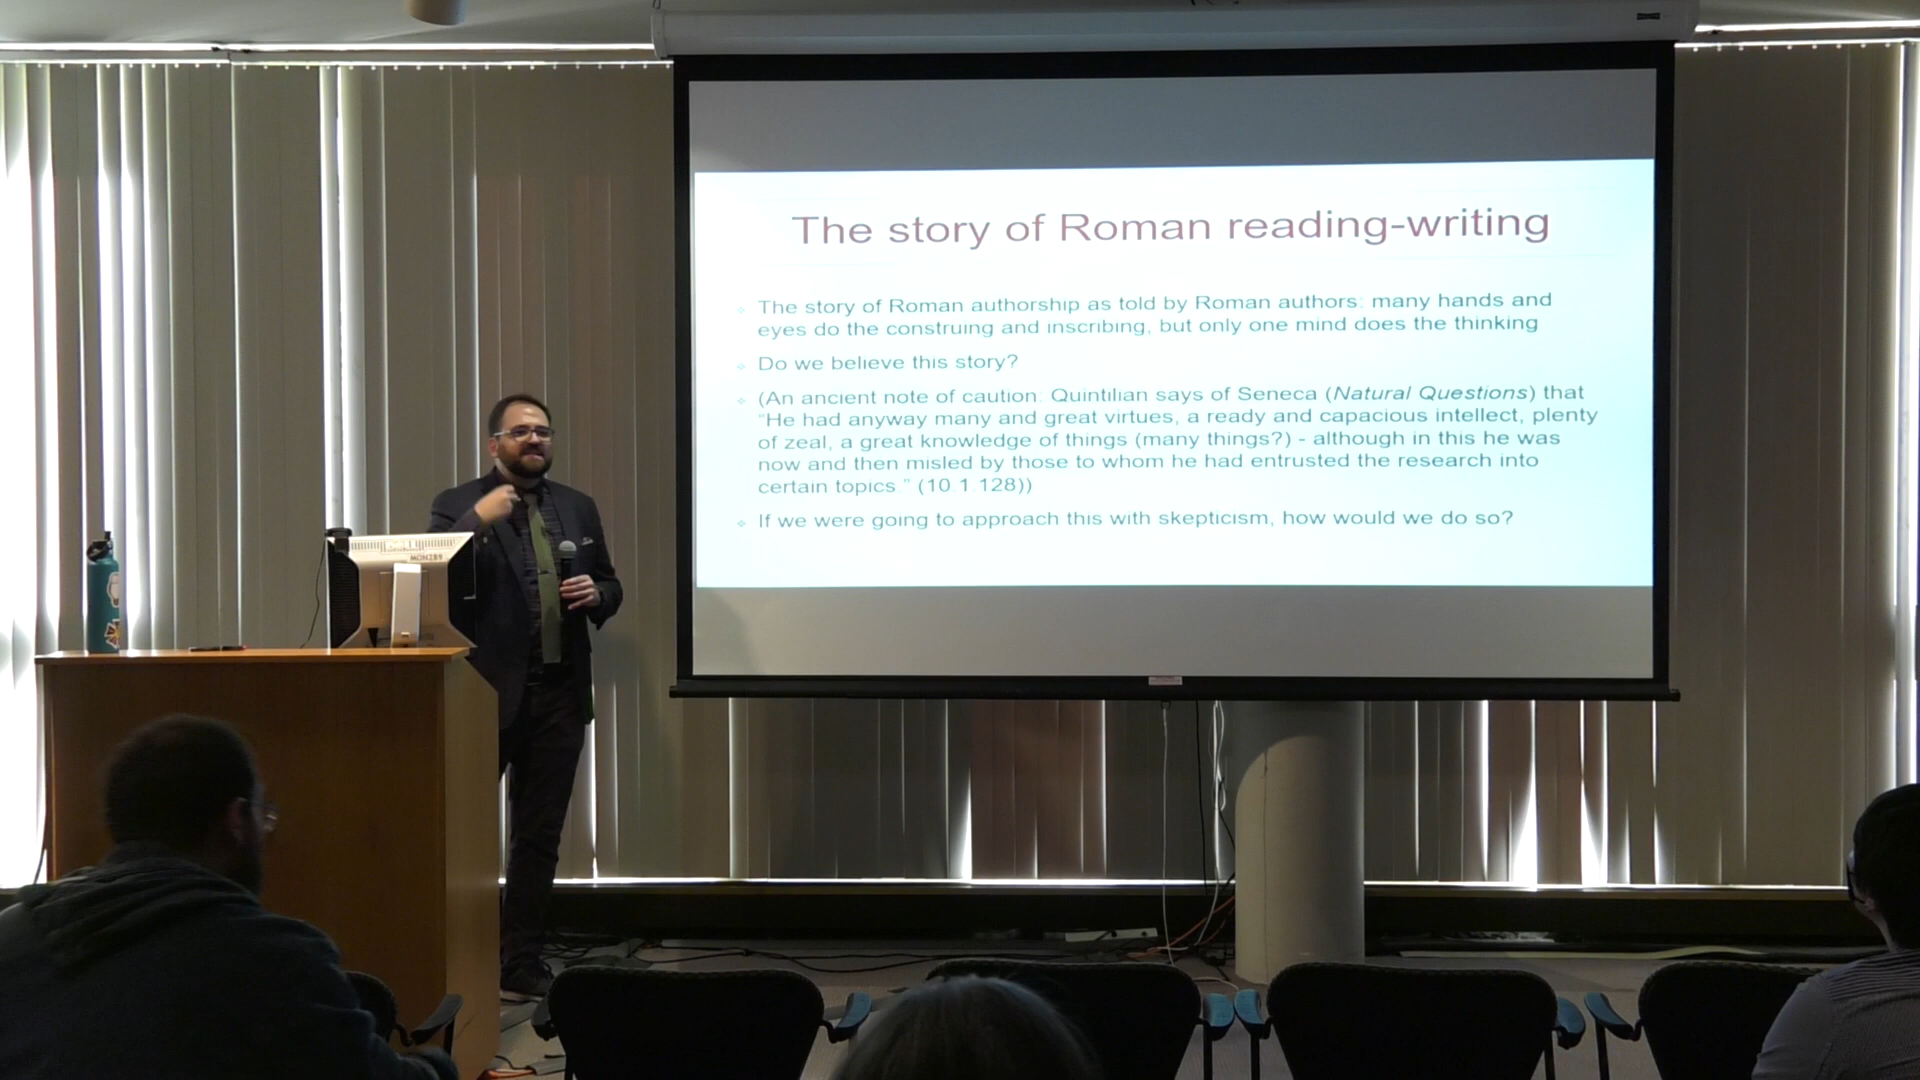 The story of Roman reading-writing
The story of Roman authorship as told by Roman authors: many hands and
eyes do the construing and inscribing, but only one mind does the thinking
Do we believe this story?
(An ancient note of caution: Quintilian says of Seneca (Natural Questions) that
“He had anyway many and great virtues, a ready and capacious intellect, plenty
of zeal, a great knowledge of things (many things?) - although in this he was
now and then misled by those to whom he had entrusted the research into
certain topics.” (10.1.128))
If we were going to approach this with skepticism, how would we do so?